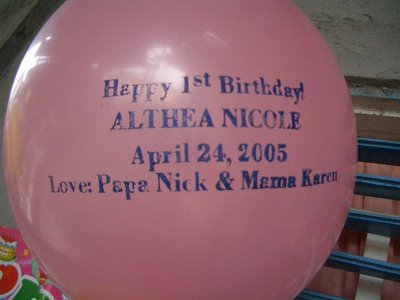 Happy 1st Birthday!
ALTHEA NICOLE
April 24, 2005
Love: Papa Nick & Mama Karen